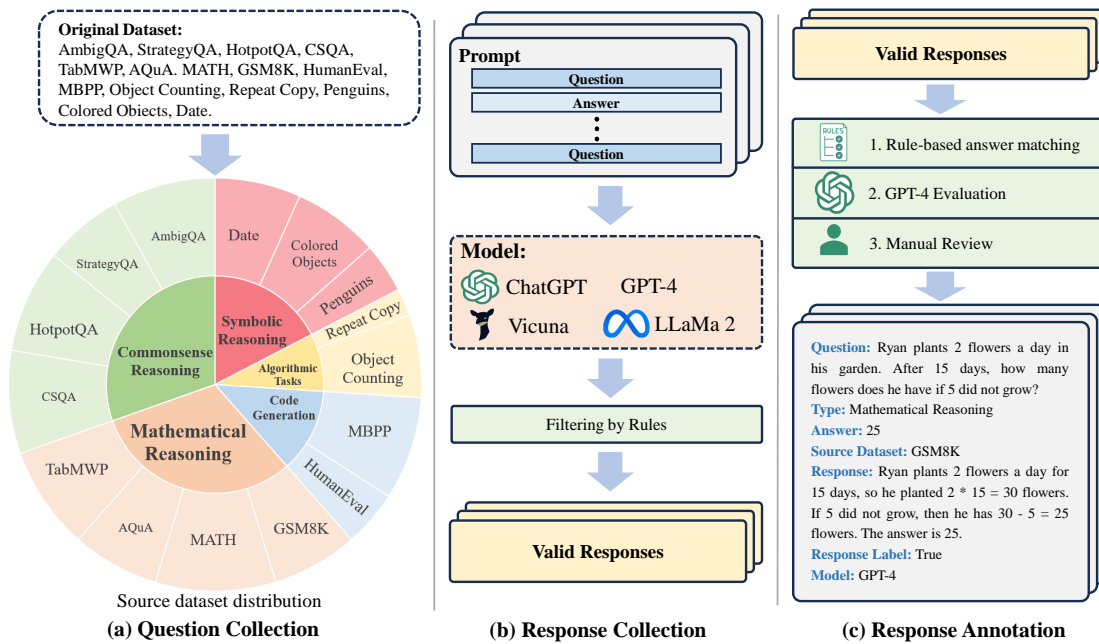 Original Dataset:
AmbigQA, StrategyQA, HotpotQA, CSQA,
TabMWP, AQuA. MATH, GSM8K, HumanEval,
MBPP, Object Counting, Repeat Copy, Penguins,
Colored Objects, Date.
AmbigQA
StrategyQA
HotpotQA
CSQA
TabMWP
AQuA
MATH
GSM8K
HumanEval
MBPP
Object
Counting
Repeat Copy
Penguins
Colored
Objects
Date
Symbolic
Reasoning
Commonsense
Reasoning
Algorithmic
Tasks
Code
Generation
Mathematical
Reasoning
Source dataset distribution
(a) Question Collection
Prompt
Question
Answer
Question
Model:
ChatGPT
GPT-4
Vicuna
LLaMa 2
Filtering by Rules
Valid Responses
(b) Response Collection
Valid Responses
RULES
1. Rule-based answer matching
2. GPT-4 Evaluation
3. Manual Review
Question: Ryan plants 2 flowers a day in
his garden. After 15 days, how many
flowers does he have if 5 did not grow?
Type: Mathematical Reasoning
Answer: 25
Source Dataset: GSM8K
Response: Ryan plants 2 flowers a day for
15 days, so he planted 2 * 15 = 30 flowers.
If 5 did not grow, then he has 30 - 5 = 25
flowers. The answer is 25.
Response Label: True
Model: GPT-4
(c) Response Annotation